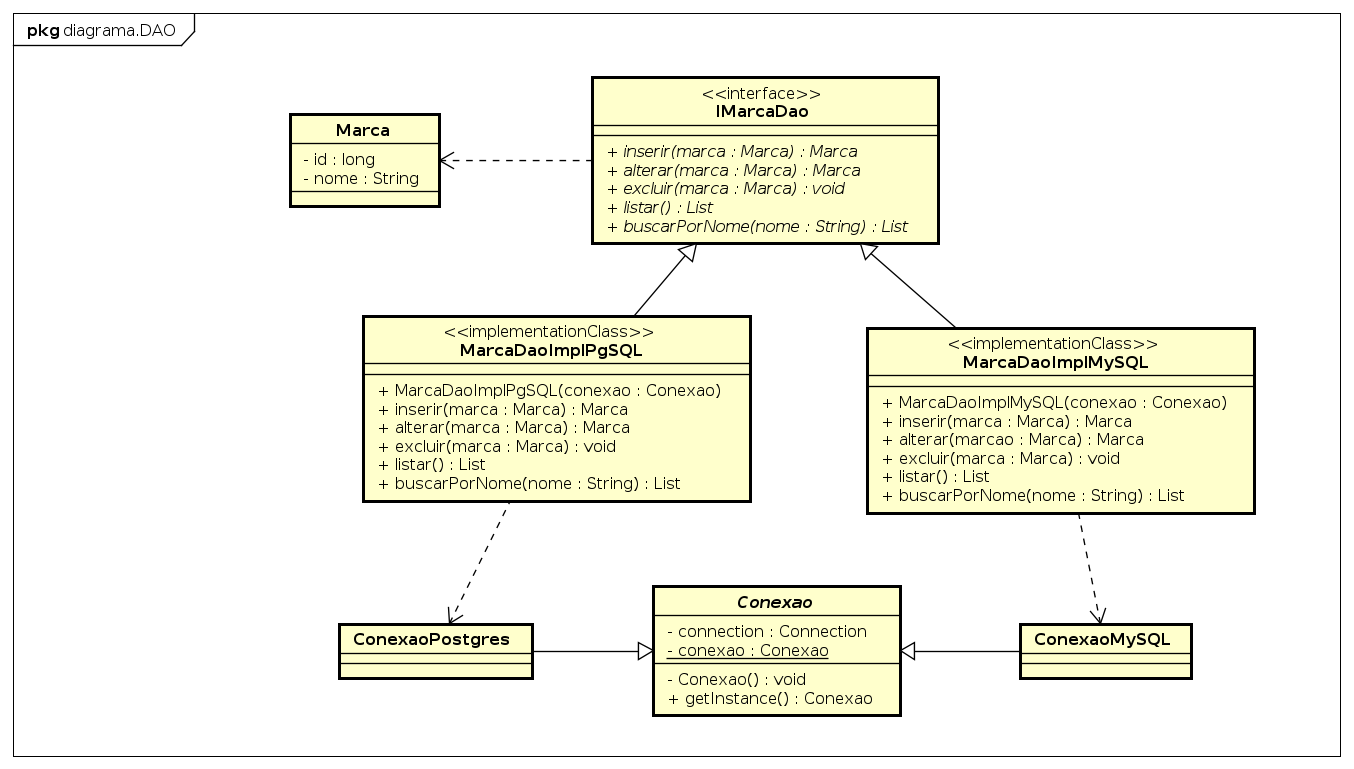 pkg diagrama.DAO
Marca
- id : long
- nome : String
<<interface>>
IMarcaDao
+ inserir(marca : Marca) : Marca
+ alterar(marca : Marca) : Marca
+ excluir(marca : Marca) : void
+ listar() : List
+ buscarPorNome(nome : String) : List
<<implementationClass>>
MarcaDaoImplPgSQL
+ MarcaDaoImplPgSQL(conexao : Conexao)
+ inserir(marca : Marca) : Marca
+ alterar(marca : Marca) : Marca
+ excluir(marca : Marca) : void
+ listar() : List
+ buscarPorNome(nome : String) : List
<<implementationClass>>
MarcaDaoImplMySQL
+ MarcaDaoImplMySQL(conexao : Conexao)
+ inserir(marca : Marca) : Marca
+ alterar(marcao : Marca) : Marca
+ excluir(marca : Marca) : void
+ listar() : List
+ buscarPorNome(nome : String) : List
ConexaoPostgres
Conexao
- connection : Connection
- conexao : Conexao
- Conexao() : void
+ getInstance() : Conexao
ConexaoMySQL